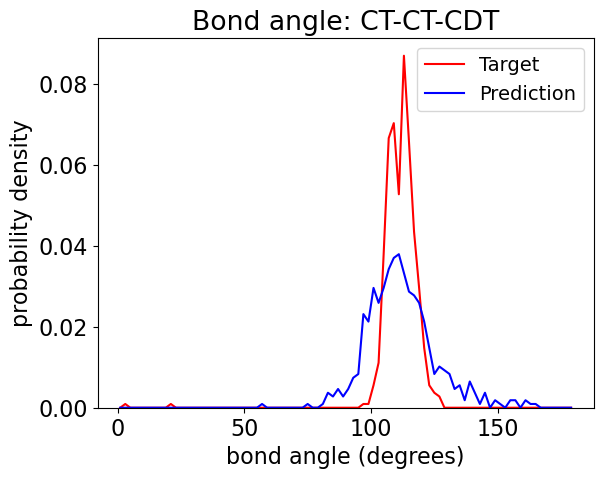 Bond angle: CT-CT-CDT
Target
Prediction
probability density
0.08
0.06
0.04
0.02
0.00
0
50
100
150
bond angle (degrees)